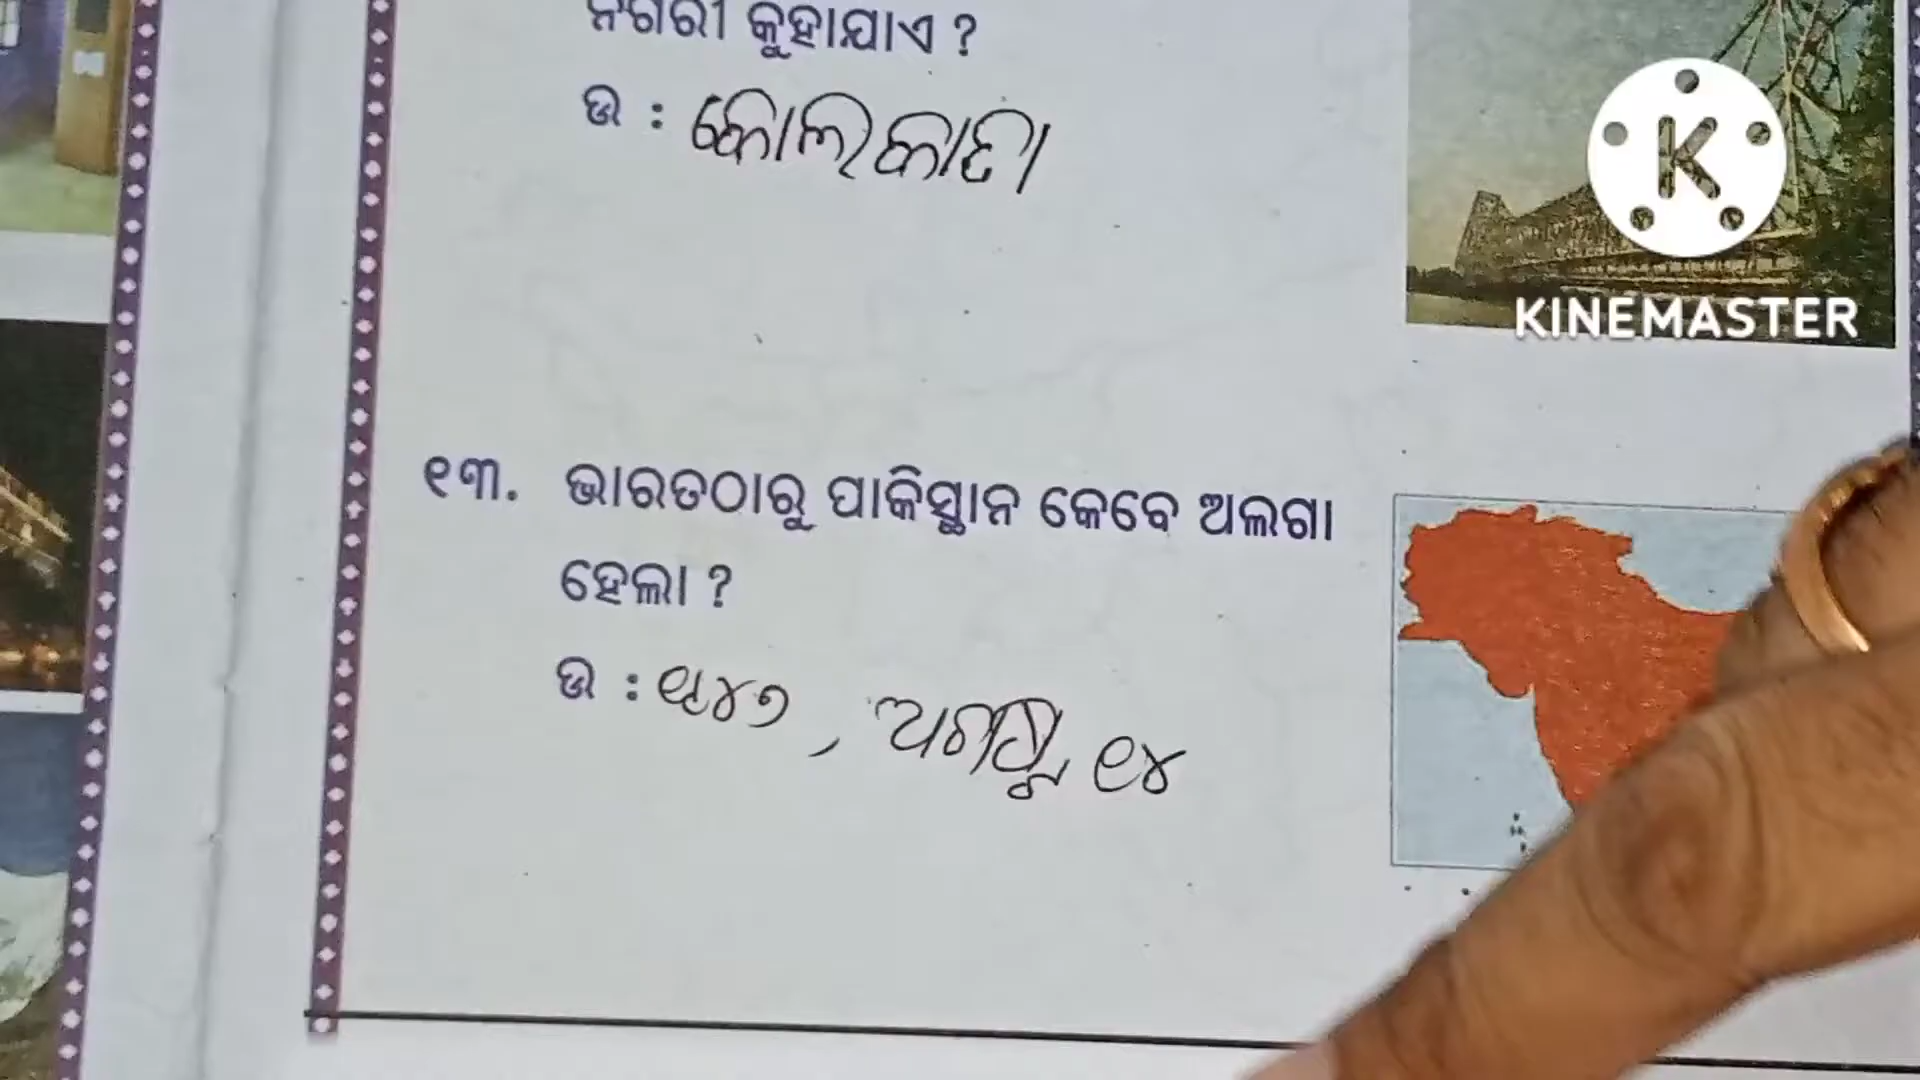 ନଗରୀ କୁହାଯାଏ ?
ଉ : କୋଲକାତା
KINEMASTER
୧୩. ଭାରତଠାରୁ ପାକିସ୍ଥାନ କେବେ ଅଲଗା
ହେଲା ?
ଉ : ୧୯୪୭ , ଅଗଷ୍ଟ ୧୪